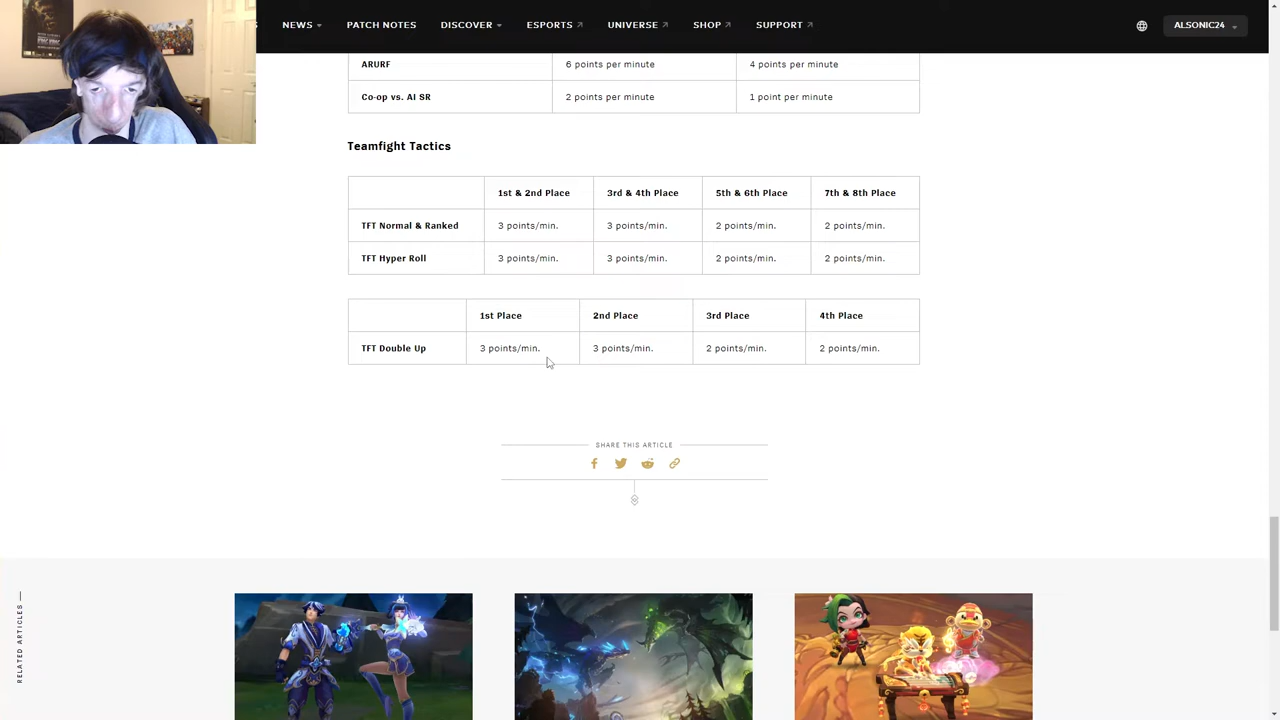 NEWS
PATCH NOTES
DISCOVER
ESPORTS
UNIVERSE
SHOP
SUPPORT
ALSONIC24
ARURF 6 points per minute 4 points per minute
Co-op vs. AI SR 2 points per minute 1 point per minute
Teamfight Tactics
1st & 2nd Place 3rd & 4th Place 5th & 6th Place 7th & 8th Place
TFT Normal & Ranked 3 points/min. 3 points/min. 2 points/min. 2 points/min.
TFT Hyper Roll 3 points/min. 3 points/min. 2 points/min. 2 points/min.
1st Place 2nd Place 3rd Place 4th Place
TFT Double Up 3 points/min. 3 points/min. 2 points/min. 2 points/min.
SHARE THIS ARTICLE
RELATED ARTICLES